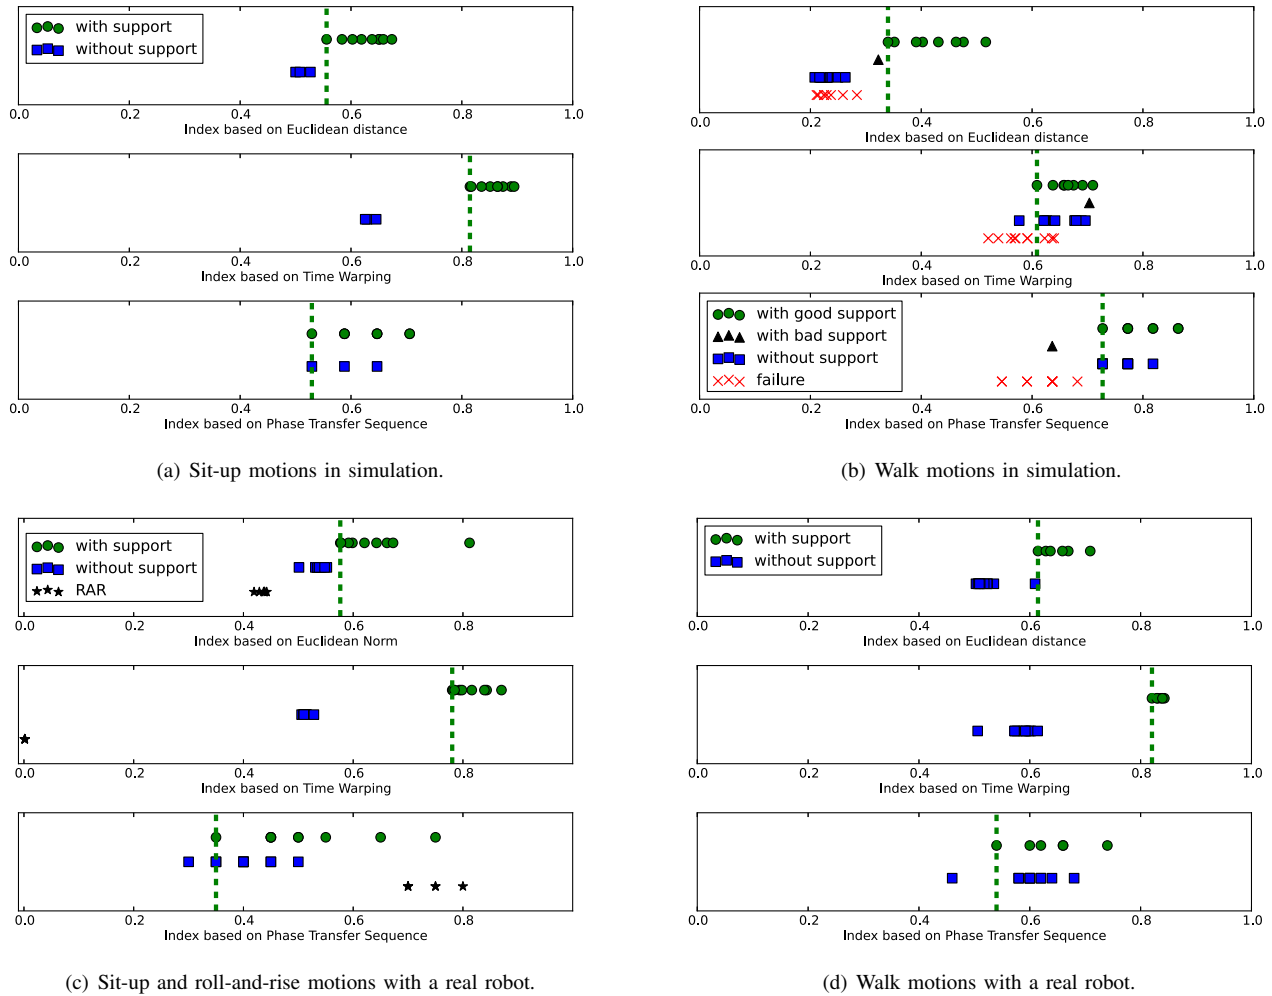 with support
without support
0.0 0.2 0.4 0.6 0.8 1.0
Index based on Euclidean distance
0.0 0.2 0.4 0.6 0.8 1.0
Index based on Time Warping
0.0 0.2 0.4 0.6 0.8 1.0
Index based on Phase Transfer Sequence
(a) Sit-up motions in simulation.
0.0 0.2 0.4 0.6 0.8 1.0
Index based on Euclidean distance
0.0 0.2 0.4 0.6 0.8 1.0
Index based on Time Warping
with good support
with bad support
without support
failure
0.0 0.2 0.4 0.6 0.8 1.0
Index based on Phase Transfer Sequence
(b) Walk motions in simulation.
with support
without support
RAR
0.0 0.2 0.4 0.6 0.8
Index based on Euclidean Norm
0.0 0.2 0.4 0.6 0.8
Index based on Time Warping
0.0 0.2 0.4 0.6 0.8
Index based on Phase Transfer Sequence
(c) Sit-up and roll-and-rise motions with a real robot.
with support
without support
0.0 0.2 0.4 0.6 0.8 1.0
Index based on Euclidean distance
0.0 0.2 0.4 0.6 0.8 1.0
Index based on Time Warping
0.0 0.2 0.4 0.6 0.8 1.0
Index based on Phase Transfer Sequence
(d) Walk motions with a real robot.